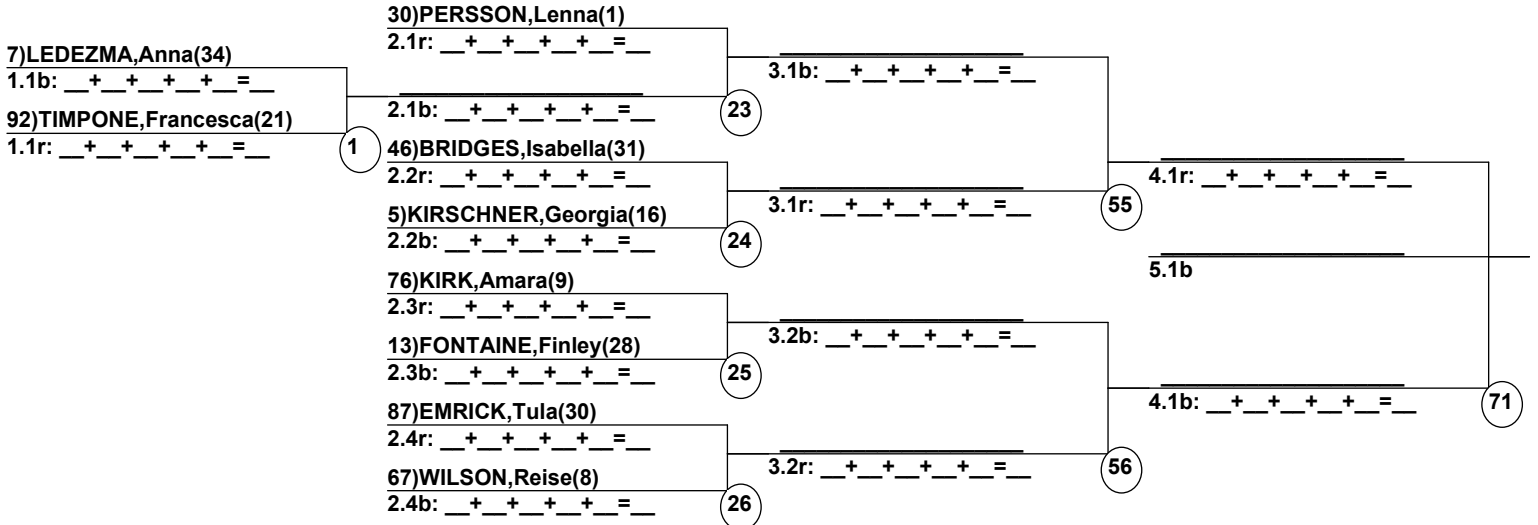 7)LEDEZMA,Anna(34)
1.1b: __+__+__+__+__=__
92)TIMPONE,Francesca(21)
1.1r: __+__+__+__+__=__
1
30)PERSSON,Lenna(1)
2.1r: __+__+__+__+__=__
2.1b: __+__+__+__+__=__
23
46)BRIDGES,Isabella(31)
2.2r: __+__+__+__+__=__
5)KIRSCHNER,Georgia(16)
2.2b: __+__+__+__+__=__
24
76)KIRK,Amara(9)
2.3r: __+__+__+__+__=__
13)FONTAINE,Finley(28)
2.3b: __+__+__+__+__=__
25
87)EMRICK,Tula(30)
2.4r: __+__+__+__+__=__
67)WILSON,Reise(8)
2.4b: __+__+__+__+__=__
26
3.1b: __+__+__+__+__=__
3.1r: __+__+__+__+__=__
55
3.2b: __+__+__+__+__=__
3.2r: __+__+__+__+__=__
56
4.1r: __+__+__+__+__=__
5.1b
4.1b: __+__+__+__+__=__
71